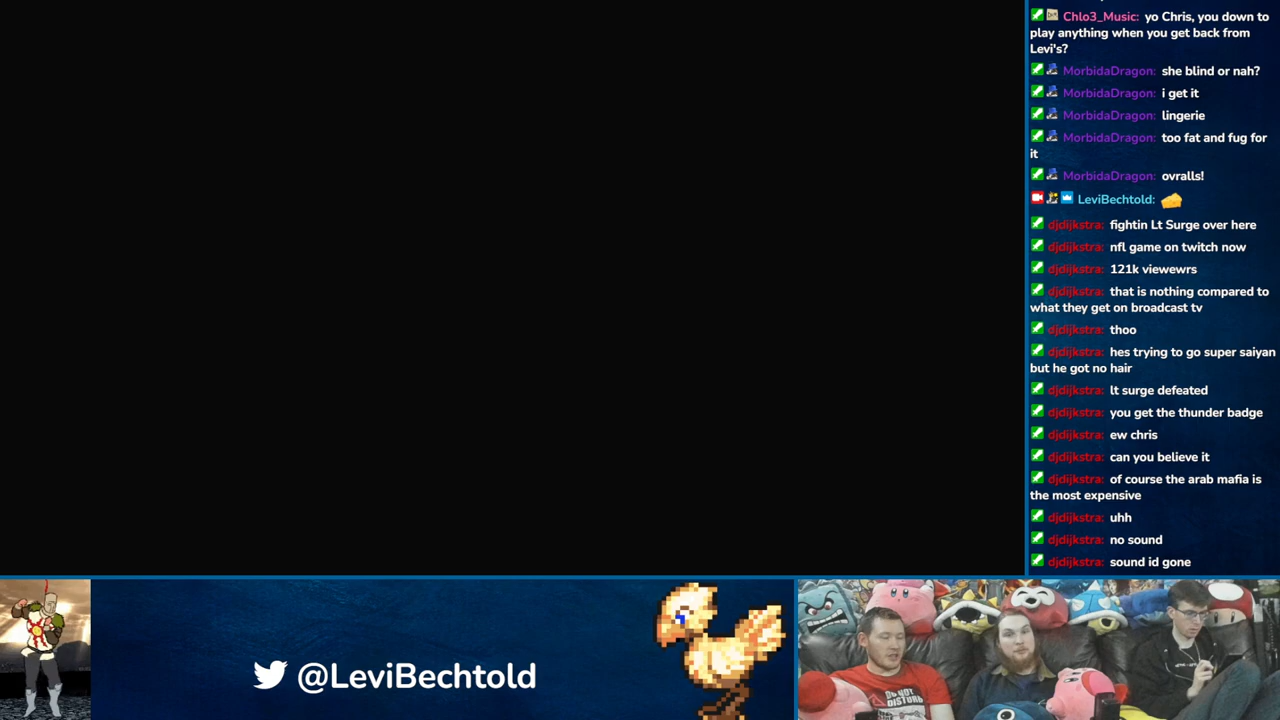 Chlo3_Music: yo Chris, you down to
play anything when you get back from
Levi's?
MorbidaDragon: she blind or nah?
MorbidaDragon: i get it
MorbidaDragon: lingerie
MorbidaDragon: too fat and fug for
it
MorbidaDragon: ovralls!
LeviBechtold:
djdijkstra: fightin Lt Surge over here
djdijkstra: nfl game on twitch now
djdijkstra: 121k viewewrs
djdijkstra: that is nothing compared to
what they get on broadcast tv
djdijkstra: thoo
djdijkstra: hes trying to go super saiyan
but he got no hair
djdijkstra: lt surge defeated
djdijkstra: you get the thunder badge
djdijkstra: ew chris
djdijkstra: can you believe it
djdijkstra: of course the arab mafia is
the most expensive
djdijkstra: uhh
djdijkstra: no sound
djdijkstra: sound id gone
@LeviBechtold
DO NOT
DISTURB